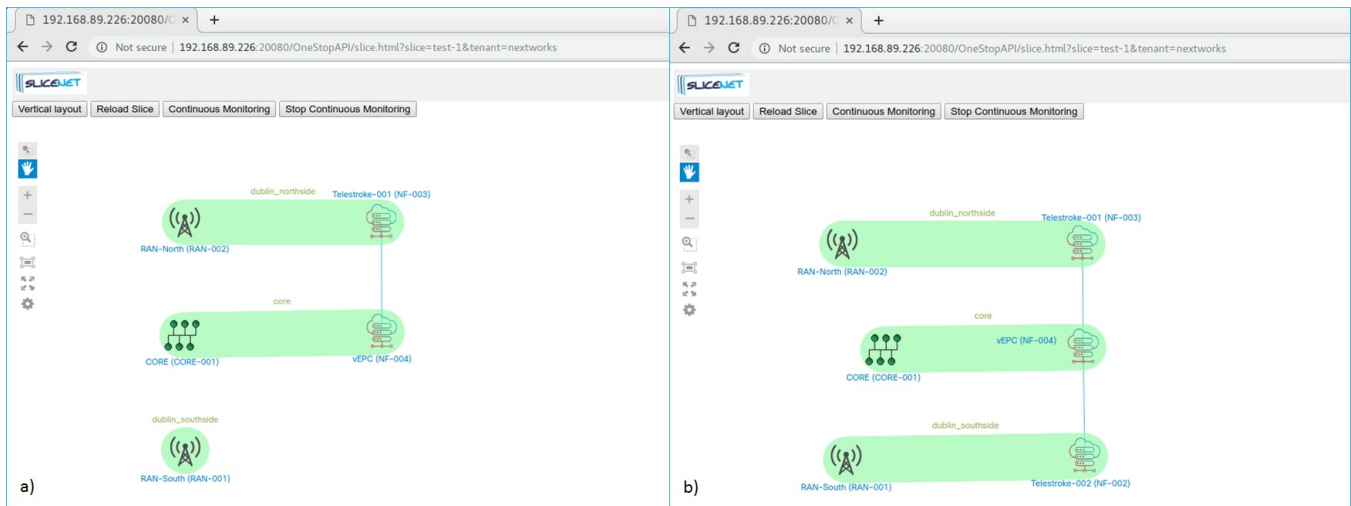 192.168.89.226:20080/O × +
Not secure | 192.168.89.226:20080/OneStopAPI/slice.html?slice=test-1&tenant=nextworks
SLICENET
Vertical layout Reload Slice Continuous Monitoring Stop Continuous Monitoring
dublin_northside
Telestroke-001 (NF-003)
RAN-North (RAN-002)
core
CORE (CORE-001)
vEPC (NF-004)
dublin_southside
RAN-South (RAN-001)
a)
192.168.89.226:20080/O × +
Not secure | 192.168.89.226:20080/OneStopAPI/slice.html?slice=test-1&tenant=nextworks
SLICENET
Vertical layout Reload Slice Continuous Monitoring Stop Continuous Monitoring
dublin_northside
Telestroke-001 (NF-003)
RAN-North (RAN-002)
core
vEPC (NF-004)
CORE (CORE-001)
dublin_southside
RAN-South (RAN-001)
Telestroke-002 (NF-002)
b)